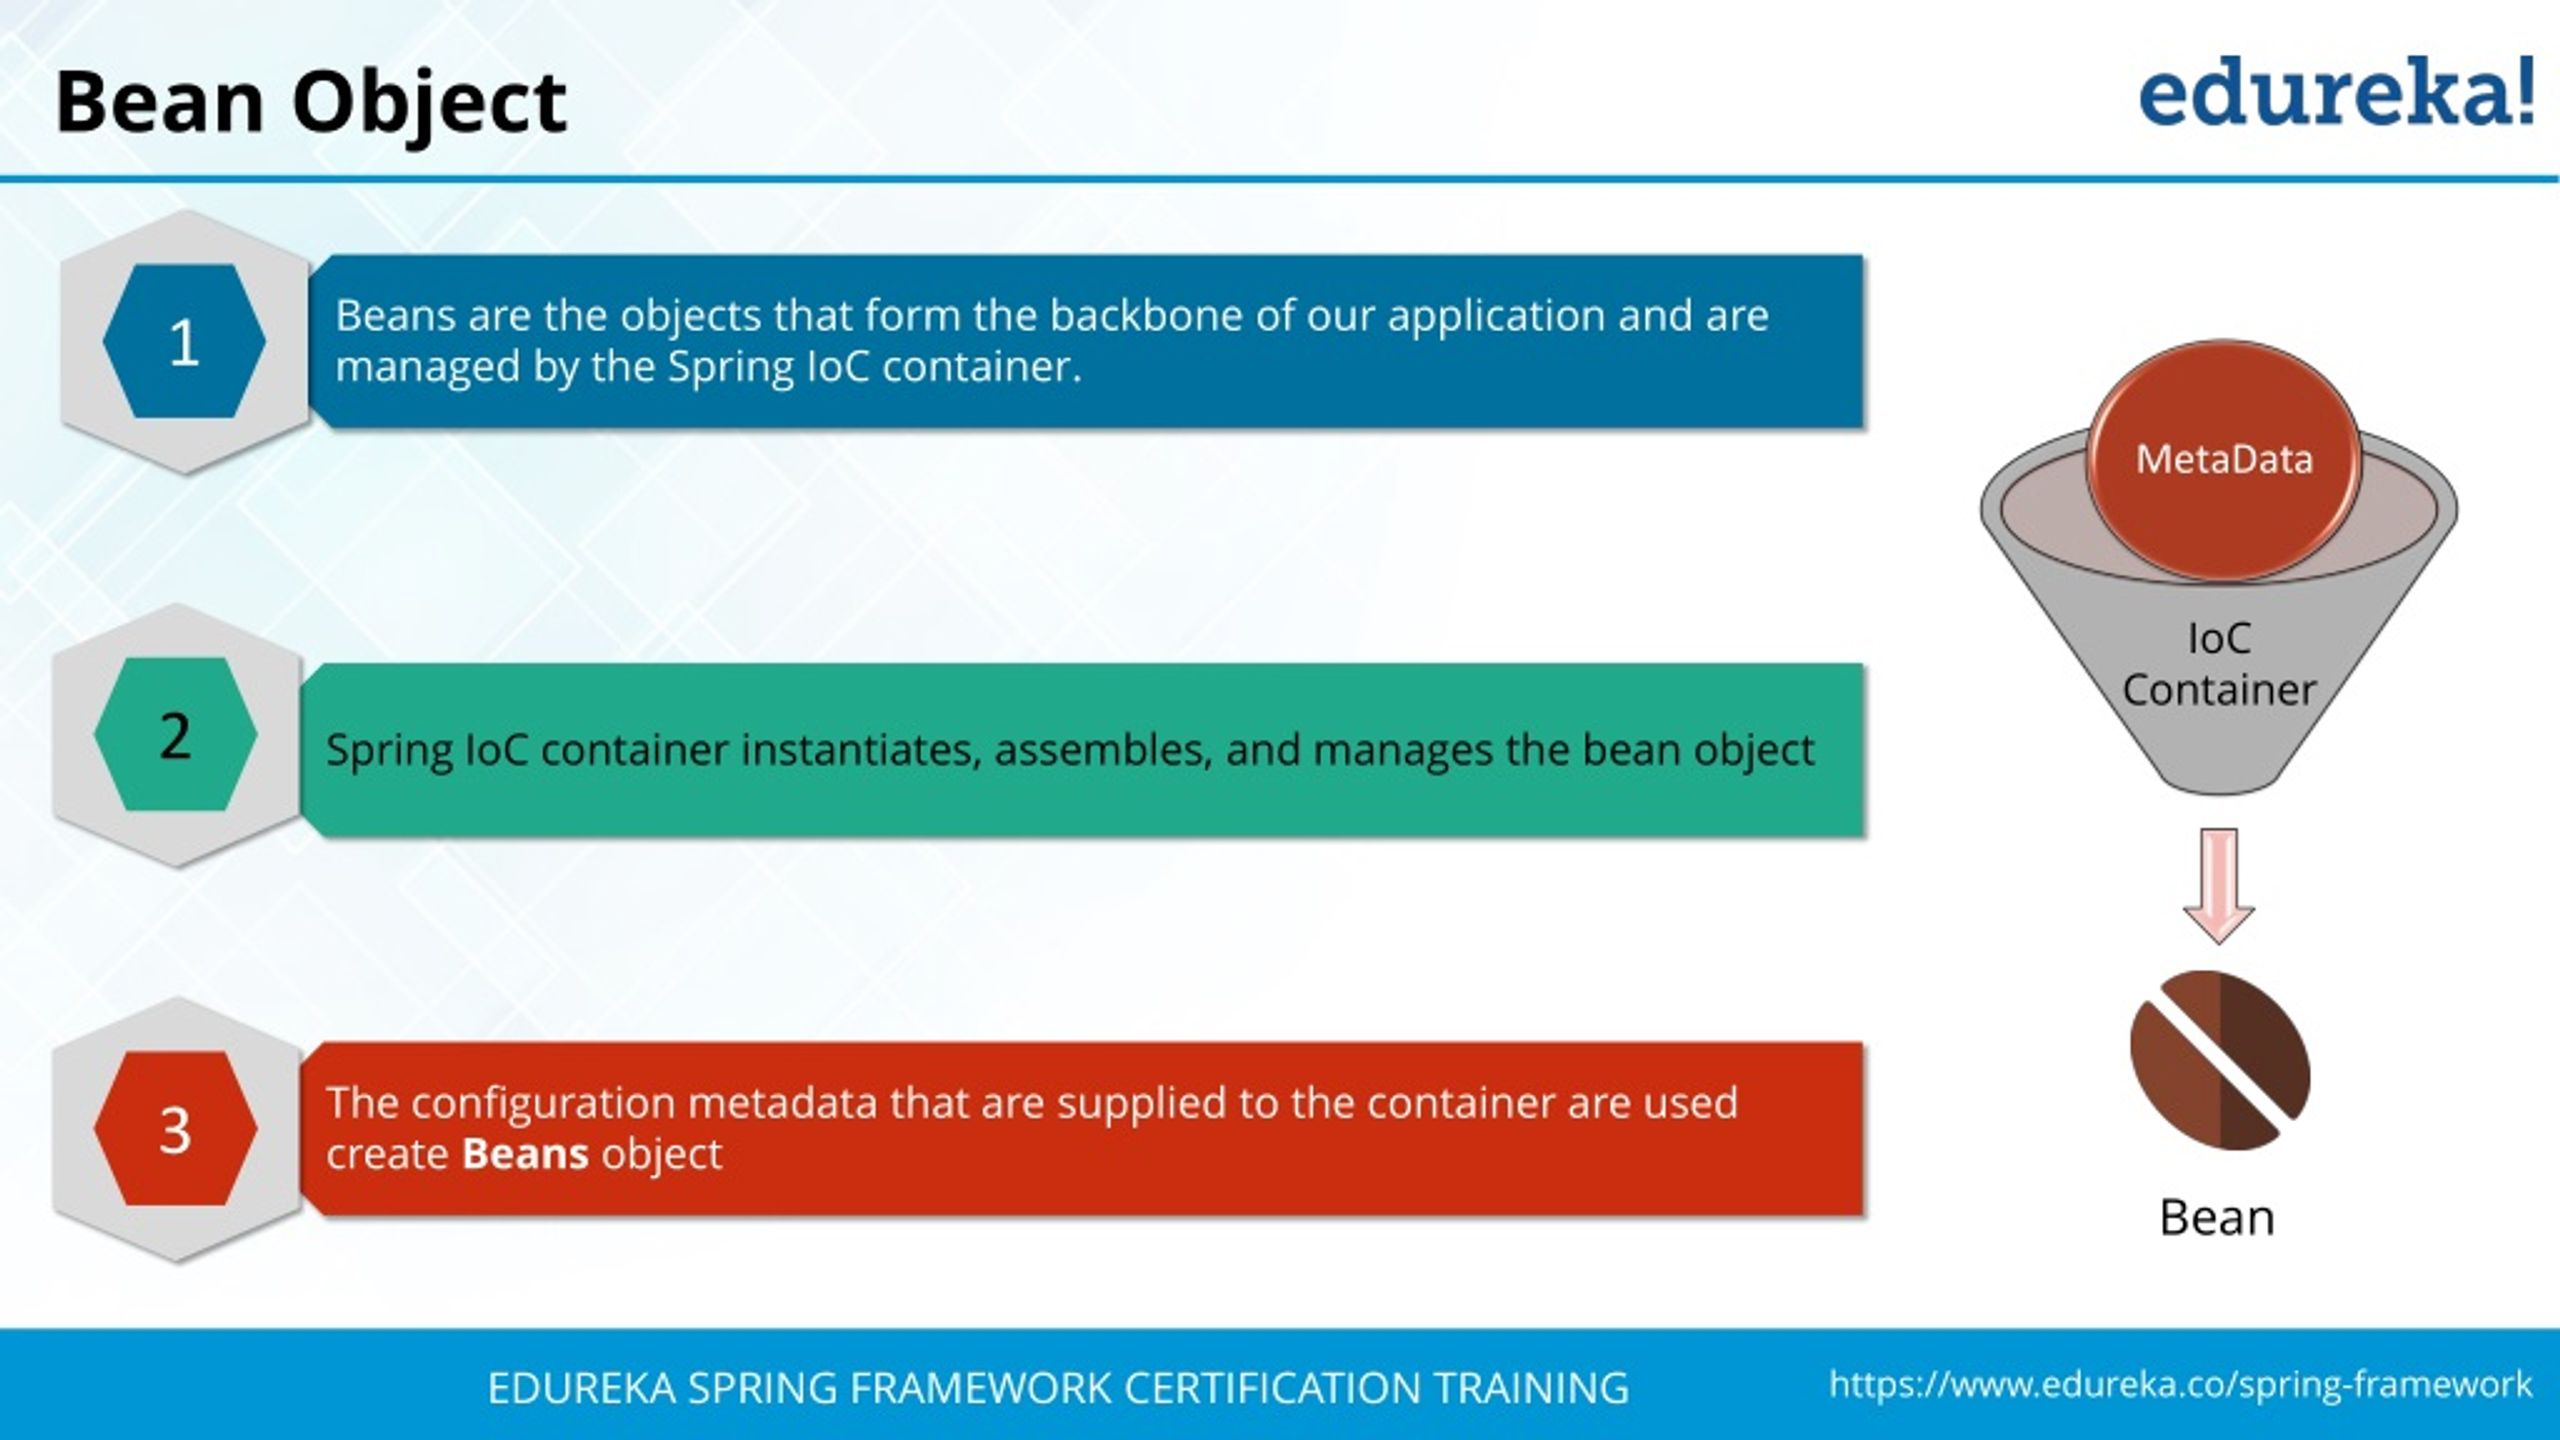 Bean Object
edureka!
1
Beans are the objects that form the backbone of our application and are
managed by the Spring IoC container.
2
Spring IoC container instantiates, assembles, and manages the bean object
3
The configuration metadata that are supplied to the container are used
create Beans object
MetaData
IoC
Container
Bean
EDUREKA SPRING FRAMEWORK CERTIFICATION TRAINING
https://www.edureka.co/spring-framework